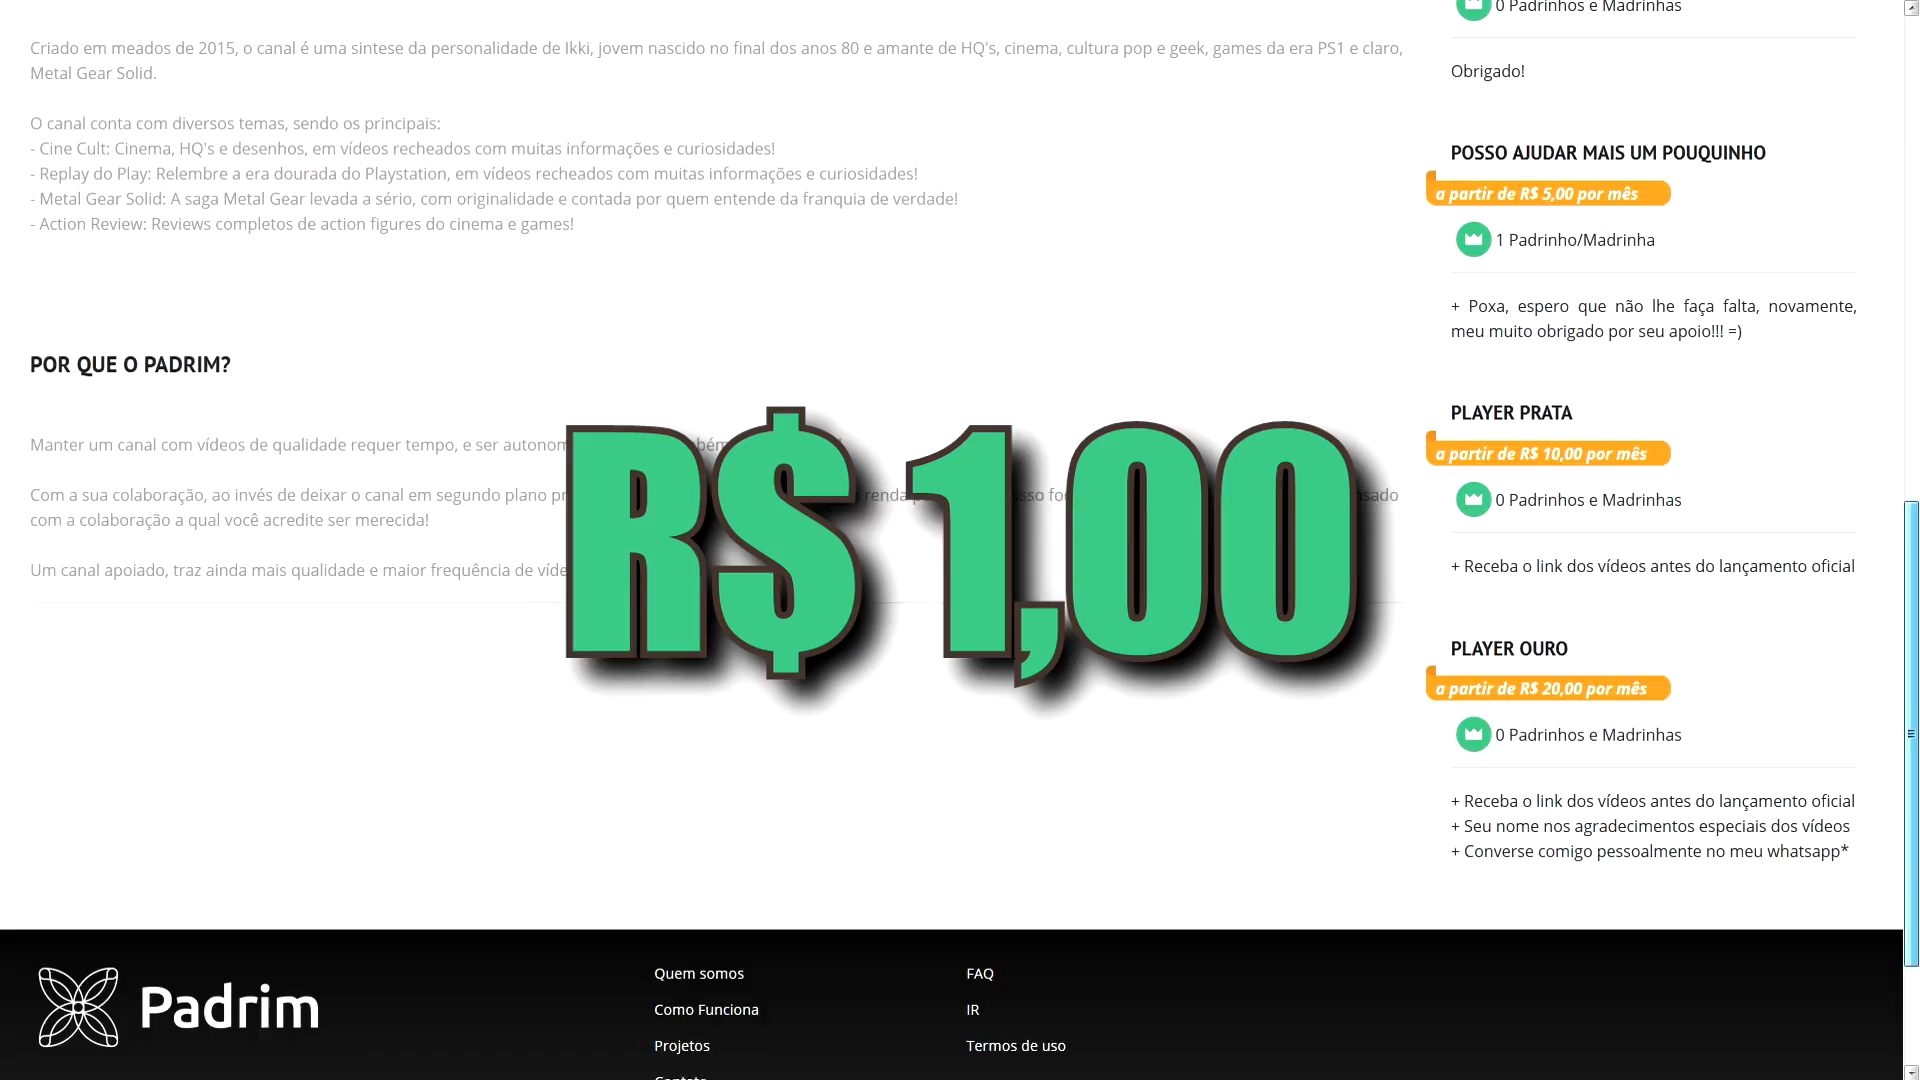 Criado em meados de 2015, o canal é uma sintese da personalidade de Ikki, jovem nascido no final dos anos 80 e amante de HQ's, cinema, cultura pop e geek, games da era PS1 e claro,
Metal Gear Solid.
O canal conta com diversos temas, sendo os principais:
- Cine Cult: Cinema, HQ's e desenhos, em vídeos recheados com muitas informações e curiosidades!
- Replay do Play: Relembre a era dourada do Playstation, em vídeos recheados com muitas informações e curiosidades!
- Metal Gear Solid: A saga Metal Gear levada a sério, com originalidade e contada por quem entende da franquia de verdade!
- Action Review: Reviews completos de action figures do cinema e games!
POR QUE O PADRIM?
Manter um canal com vídeos de qualidade requer tempo, e ser
Com a sua colaboração, ao invés de deixar o canal em segundo plano renda
com a colaboração a qual você acredite ser merecida!
Um canal apoiado, traz ainda mais qualidade e maior frequência de
R$ 1,00
0 Padrinhos e Madrinhas
Obrigado!
POSSO AJUDAR MAIS UM POUQUINHO
a partir de R$ 5,00 por mês
1 Padrinho/Madrinha
+ Poxa, espero que não lhe faça falta, novamente,
meu muito obrigado por seu apoio!!! =)
PLAYER PRATA
a partir de R$ 10,00 por mês
0 Padrinhos e Madrinhas
+ Receba o link dos vídeos antes do lançamento oficial
PLAYER OURO
a partir de R$ 20,00 por mês
0 Padrinhos e Madrinhas
+ Receba o link dos vídeos antes do lançamento oficial
+ Seu nome nos agradecimentos especiais dos vídeos
+ Converse comigo pessoalmente no meu whatsapp*
Padrim
Quem somos
Como Funciona
Projetos
FAQ
IR
Termos de uso